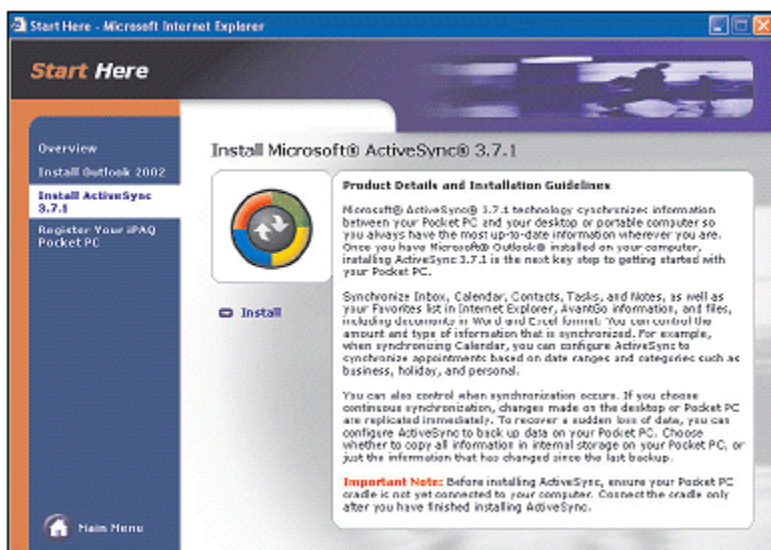 Start Here - Microsoft Internet Explorer
Start Here
Overview
Install Outlook 2002
Install ActiveSync
3.7.1
Register Your iPAQ
Pocket PC
Main Menu
Install Microsoft® ActiveSync® 3.7.1
Install
Product Details and Installation Guidelines
Microsoft® ActiveSync® 3.7.1 technology synchronizes information
between your Pocket PC and your desktop or portable computer so
you always have the most up-to-date information wherever you are.
Once you have Microsoft® Outlook® installed on your computer,
installing ActiveSync 3.7.1 is the next key step to getting started with
your Pocket PC.
Synchronize Inbox, Calendar, Contacts, Tasks, and Notes, as well as
your Favorites list in Internet Explorer, AvantGo information, and files,
including documents in Word and Excel format. You can control the
amount and type of information that is synchronized. For example,
when synchronizing Calendar, you can configure ActiveSync to
synchronize appointments based on date ranges and categories such as
business, holiday, and personal.
You can also control when synchronization occurs. If you choose
continuous synchronization, changes made on the desktop or Pocket PC
are replicated immediately. To recover a sudden loss of data, you can
configure ActiveSync to back up data on your Pocket PC. Choose
whether to copy all information in internal storage on your Pocket PC, or
just the information that has changed since the last backup.
Important Note: Before installing ActiveSync, ensure your Pocket PC
cradle is not yet connected to your computer. Connect the cradle only
after you have finished installing ActiveSync.